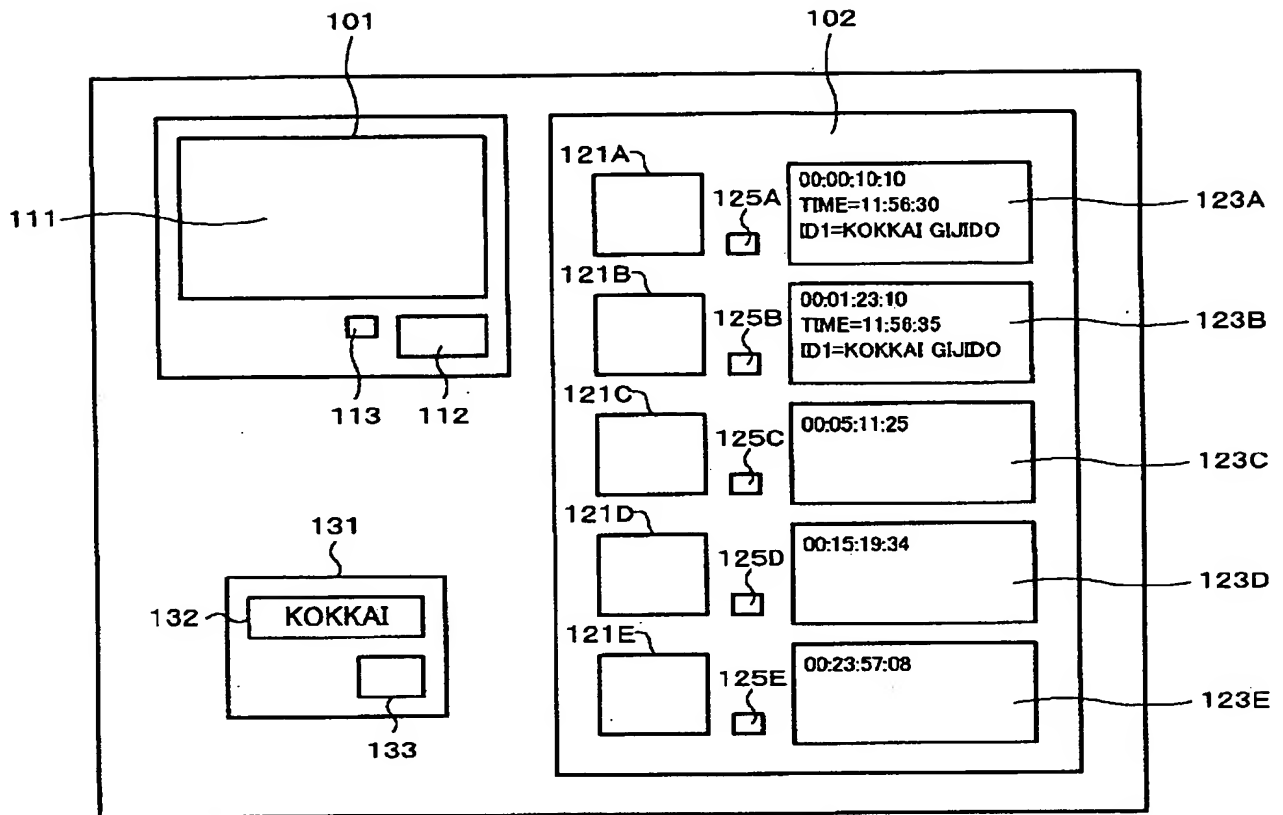 101
102
111
113
112
121A
125A
00:00:10:10
TIME=11:56:30
ID1=KOKKAI GIJIDO
123A
121B
125B
00:01:23:10
TIME=11:56:35
ID1=KOKKAI GIJIDO
123B
121C
125C
00:05:11:25
123C
131
132
KOKKAI
133
121D
125D
00:15:19:34
123D
121E
125E
00:23:57:08
123E